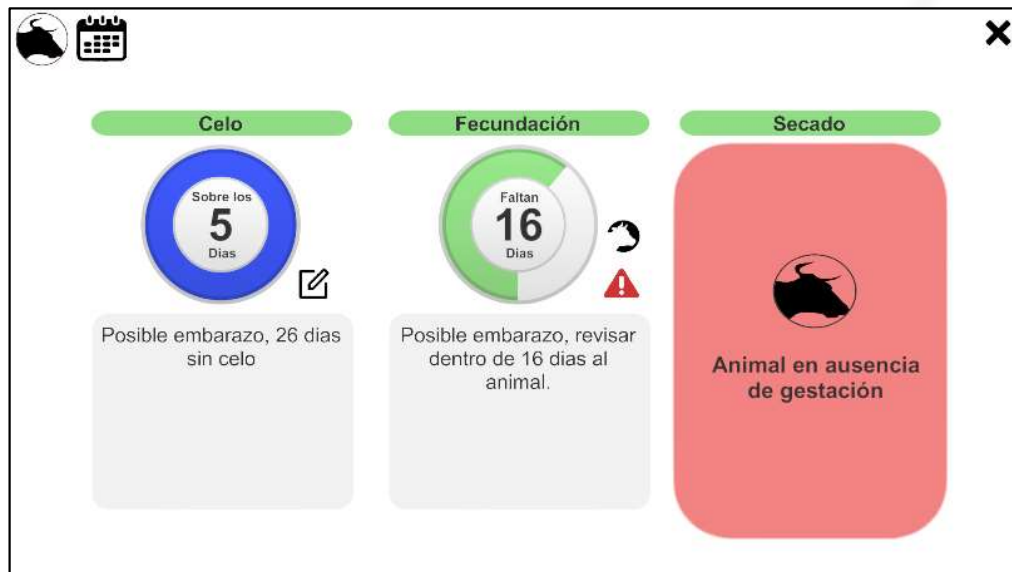 Celo
Sobre los
5
Dias
Posible embarazo, 26 dias
sin celo
Fecundación
Faltan
16
Dias
Posible embarazo, revisar
dentro de 16 dias al
animal.
Secado
Animal en ausencia
de gestación